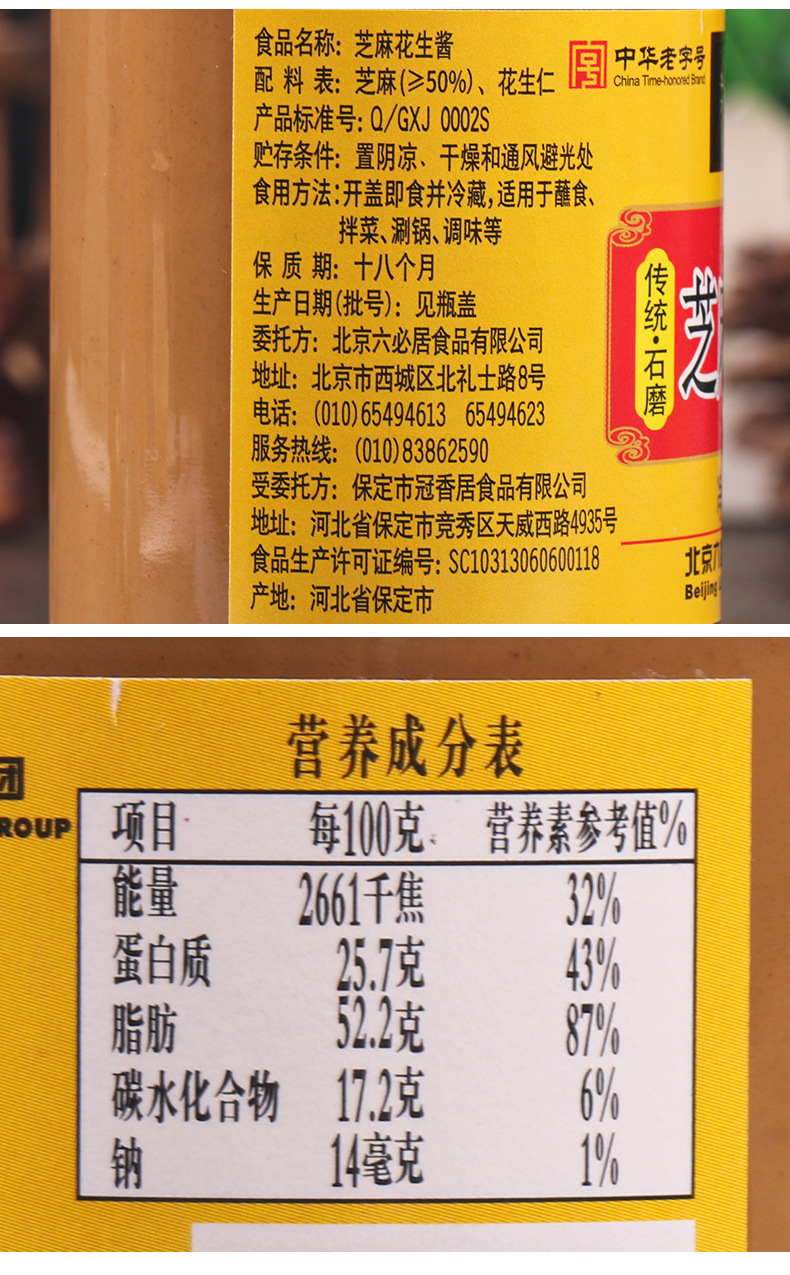 食品名称：芝麻花生酱
配 料 表：芝麻(≥50%)、花生仁
中华老字号
China Time-honored Brand
产品标准号：Q/GXJ 0002S
贮存条件：置阴凉、干燥和通风避光处
食用方法：开盖即食并冷藏，适用于蘸食、
拌菜、涮锅、调味等
保 质 期：十八个月
生产日期(批号)：见瓶盖
委托方：北京六必居食品有限公司
地址：北京市西城区北礼士路8号
电话：(010)65494613 65494623
服务热线：(010)83862590
受委托方：保定市冠香居食品有限公司
地址：河北省保定市竞秀区天威西路4935号
食品生产许可证编号：SC10313060600118
产地：河北省保定市
传统·石磨
芝
北京六
Beijing
ROUP
营养成分表
项目 每100克 营养素参考值%
能量 2661千焦 32%
蛋白质 25.7克 43%
脂肪 52.2克 87%
碳水化合物 17.2克 6%
钠 14毫克 1%